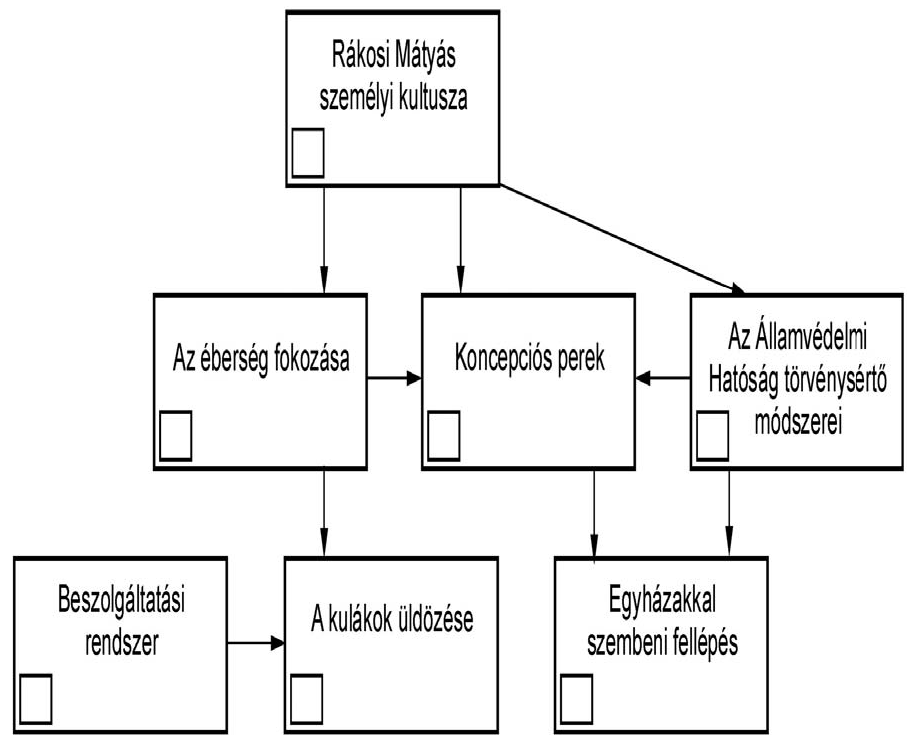 Rákosi Mátyás
személyi kultusza
Az éberség fokozása
Koncepciós perek
Az Államvédelmi
Hatóság törvénysértő
módszerei
Beszolgáltatási
rendszer
A kulákok üldözése
Egyházakkal
szembeni fellépés